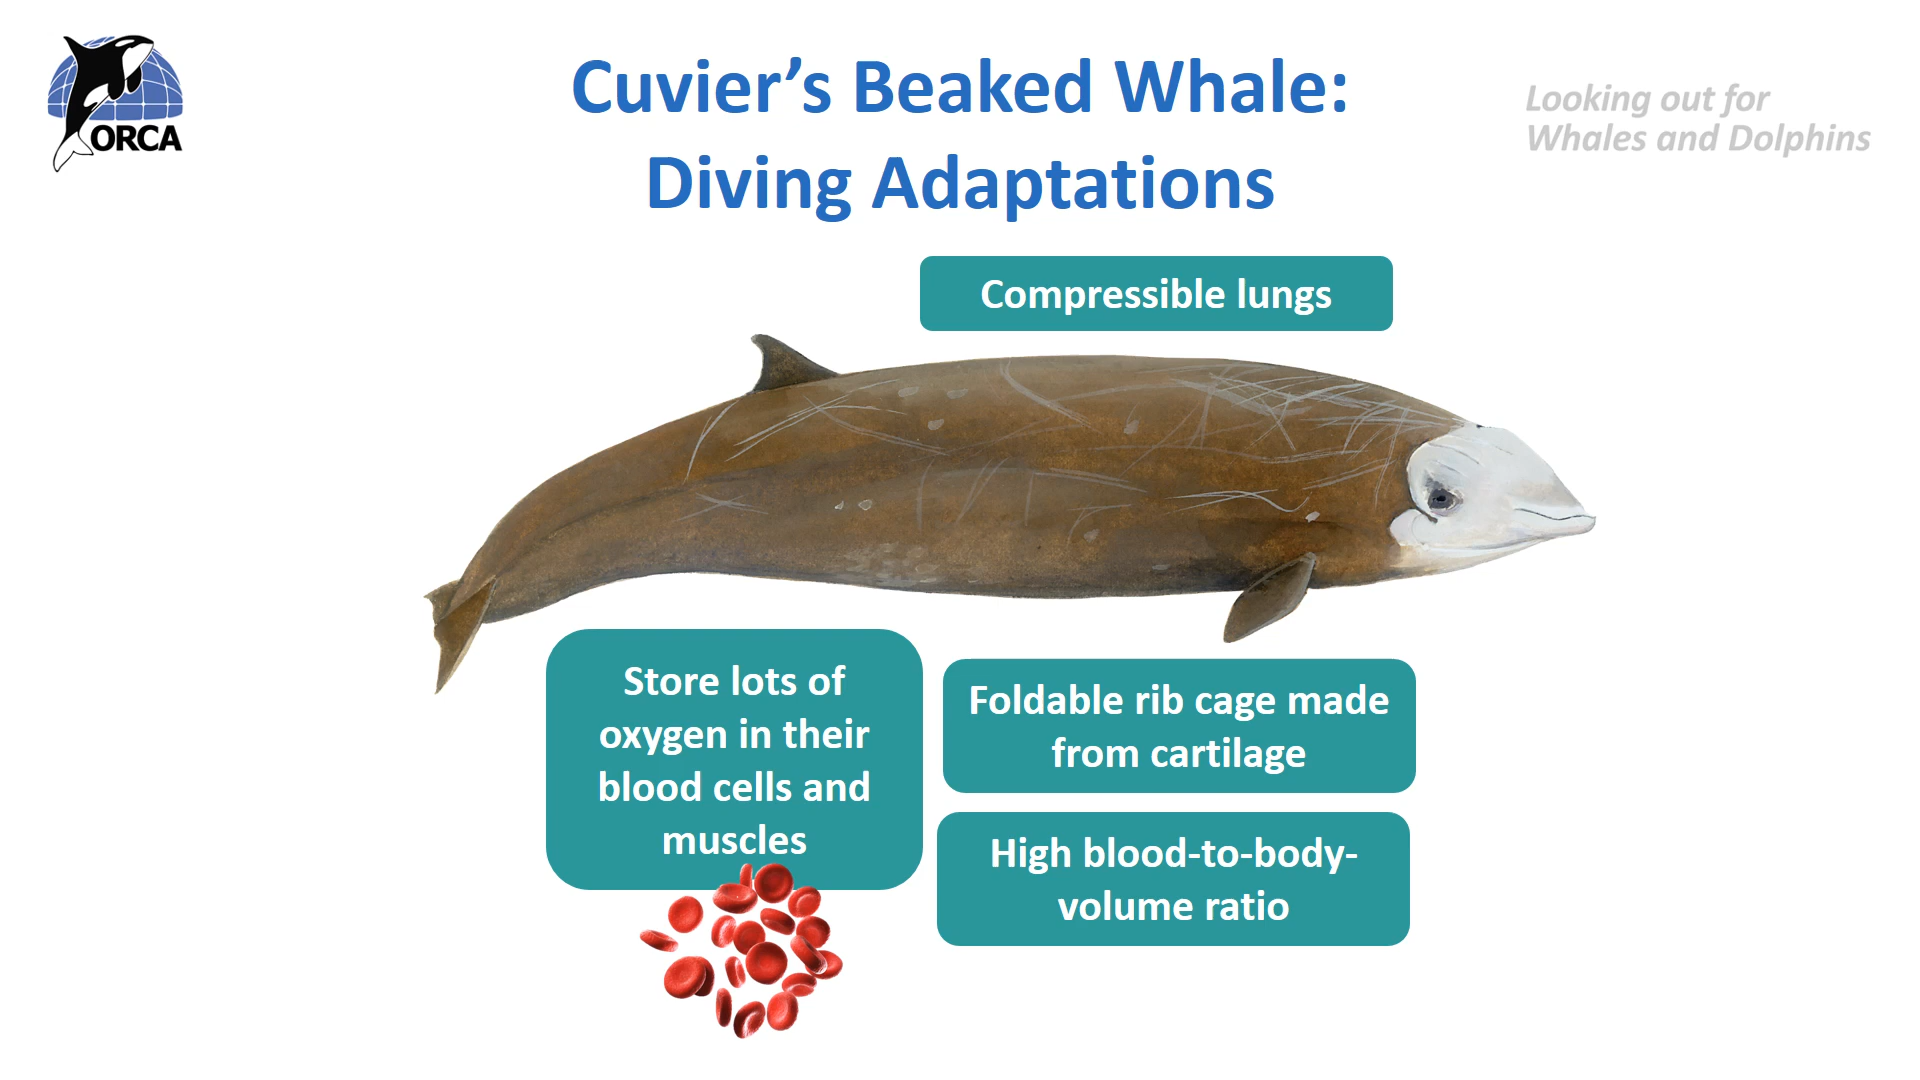 ORCA
Cuvier’s Beaked Whale:
Diving Adaptations
Looking out for
Whales and Dolphins
Compressible lungs
Store lots of
oxygen in their
blood cells and
muscles
Foldable rib cage made
from cartilage
High blood-to-body-
volume ratio